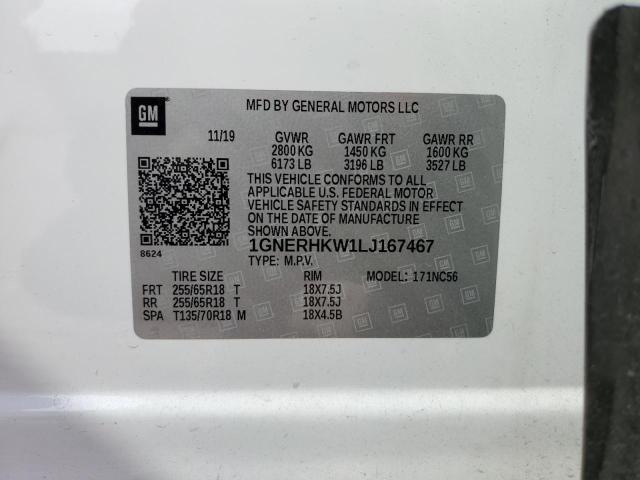 GM
MFD BY GENERAL MOTORS LLC
11/19 GVWR GAWR FRT GAWR RR
2800 KG 1450 KG 1600 KG
6173 LB 3196 LB 3527 LB
THIS VEHICLE CONFORMS TO ALL
APPLICABLE U.S. FEDERAL MOTOR
VEHICLE SAFETY STANDARDS IN EFFECT
ON THE DATE OF MANUFACTURE
SHOWN ABOVE.
1GNERHKW1LJ167467
8624
TYPE: M.P.V.
TIRE SIZE RIM MODEL: 171NC56
FRT 255/65R18 T 18X7.5J
RR 255/65R18 T 18X7.5J
SPA T135/70R18 M 18X4.5B